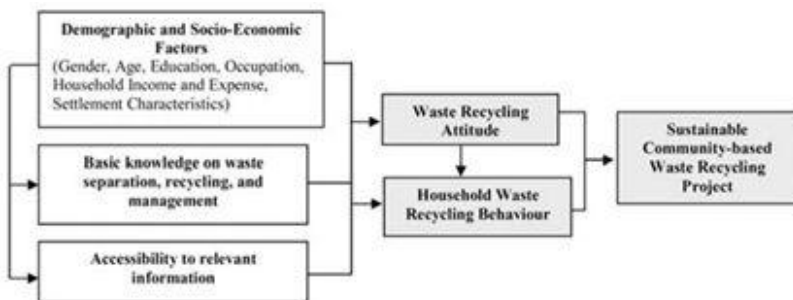 Demographic and Socio-Economic
Factors
(Gender, Age, Education, Occupation,
Household Income and Expense,
Settlement Characteristics)
Basic knowledge on waste
separation, recycling, and
management
Accessibility to relevant
information
Waste Recycling
Attitude
Household Waste
Recycling Behaviour
Sustainable
Community-based
Waste Recycling
Project